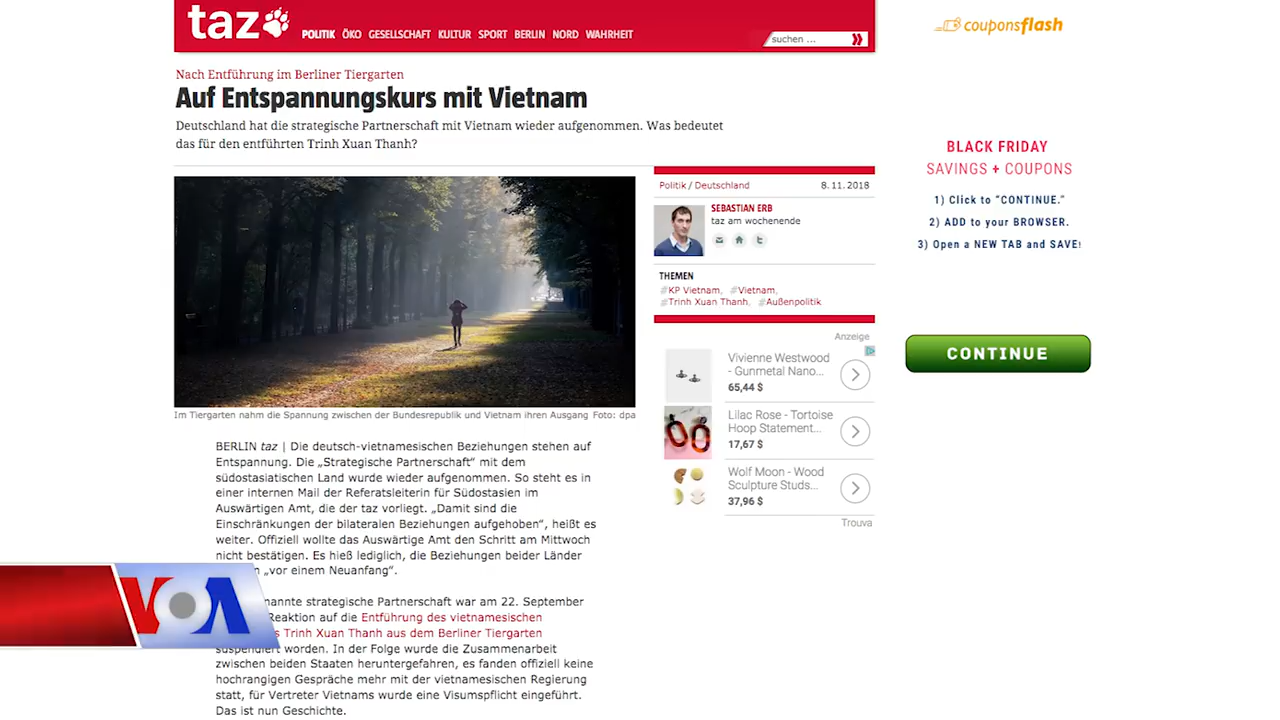 taz
POLITIK ÖKO GESELLSCHAFT KULTUR SPORT BERLIN NORD WAHRHEIT
suchen ...
couponsflash
Nach Entführung im Berliner Tiergarten
Auf Entspannungskurs mit Vietnam
Deutschland hat die strategische Partnerschaft mit Vietnam wieder aufgenommen. Was bedeutet
das für den entführten Trinh Xuan Thanh?
Im Tiergarten nahm die Spannung zwischen der Bundesrepublik und Vietnam ihren Ausgang Foto: dpa
BERLIN taz | Die deutsch-vietnamesischen Beziehungen stehen auf
Entspannung. Die „Strategische Partnerschaft“ mit dem
südostasiatischen Land wurde wieder aufgenommen. So steht es in
einer internen Mail der Referatsleiterin für Südostasien im
Auswärtigen Amt, die der taz vorliegt. „Damit sind die
Einschränkungen der bilateralen Beziehungen aufgehoben“, heißt es
weiter. Offiziell wollte das Auswärtige Amt den Schritt am Mittwoch
nicht bestätigen. Es hieß lediglich, die Beziehungen beider Länder
„vor einem Neuanfang“.
strategische Partnerschaft war am 22. September
Reaktion auf die Entführung des vietnamesischen
Trinh Xuan Thanh aus dem Berliner Tiergarten
suspendiert worden. In der Folge wurde die Zusammenarbeit
zwischen beiden Staaten heruntergefahren, es fanden offiziell keine
hochrangigen Gespräche mehr mit der vietnamesischen Regierung
statt, für Vertreter Vietnams wurde eine Visumspflicht eingeführt.
Das ist nun Geschichte.
Politik / Deutschland 8. 11. 2018
SEBASTIAN ERB
taz am wochenende
THEMEN
#KP Vietnam, #Vietnam,
#Trinh Xuan Thanh, #Außenpolitik
Anzeige
Vivienne Westwood
- Gunmetal Nano...
65,44 $
Lilac Rose - Tortoise
Hoop Statement...
17,67 $
Wolf Moon - Wood
Sculpture Studs...
37,96 $
Trouva
BLACK FRIDAY
SAVINGS + COUPONS
1) Click to “CONTINUE.”
2) ADD to your BROWSER.
3) Open a NEW TAB and SAVE!
CONTINUE
VOA